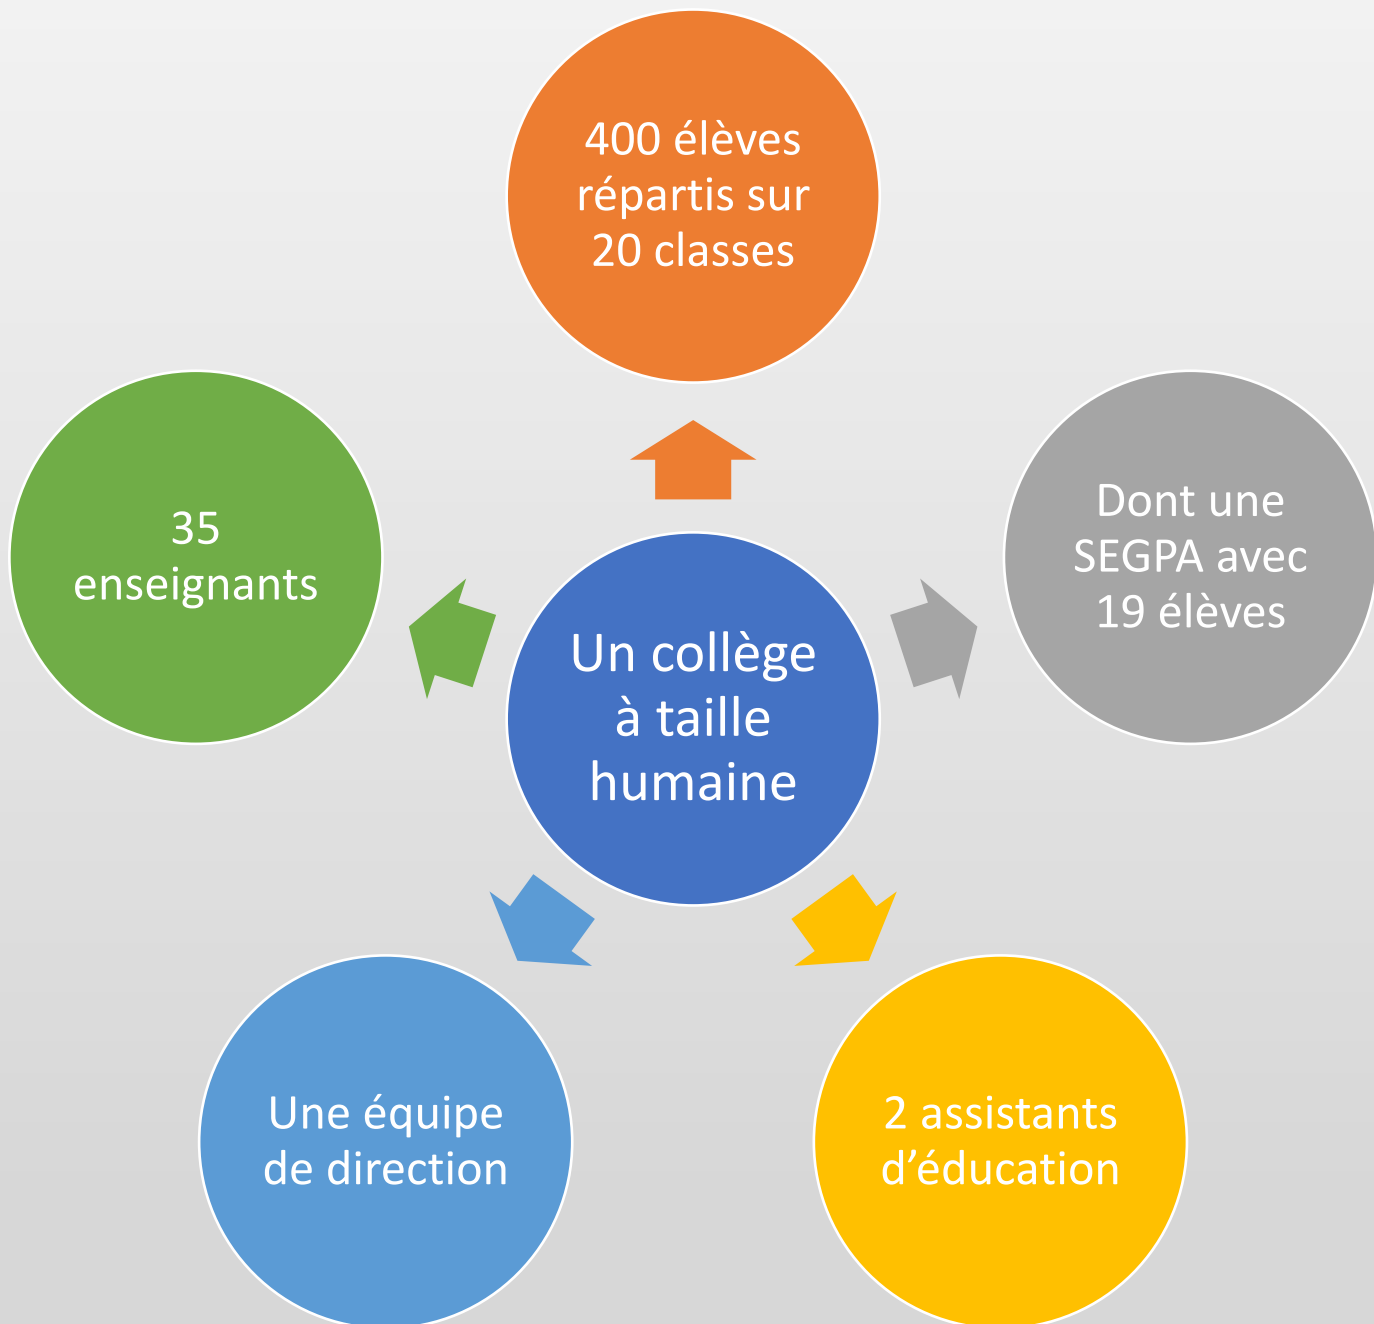 400 élèves
répartis sur
20 classes
35
enseignants
Dont une
SEGPA avec
19 élèves
Un collège
à taille
humaine
Une équipe
de direction
2 assistants
d’éducation